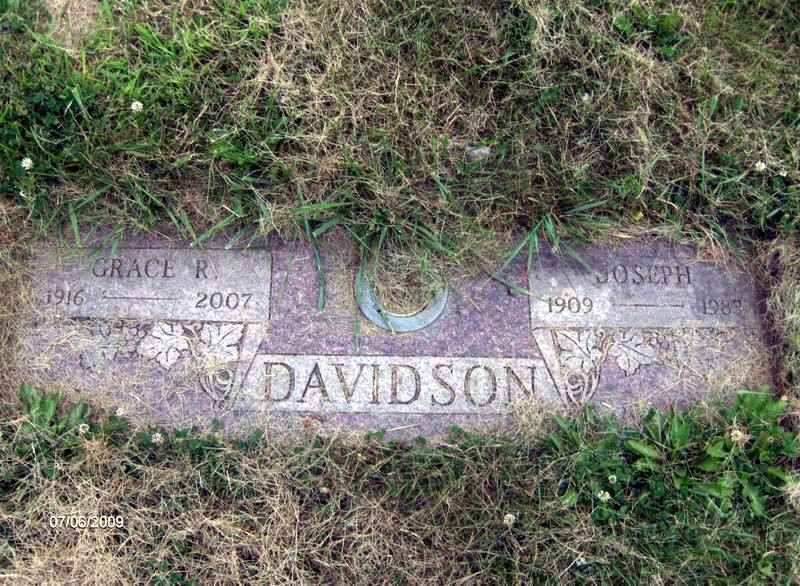 GRACE R.
1916 2007
JOSEPH
1909
DAVIDSON
07/06/2009